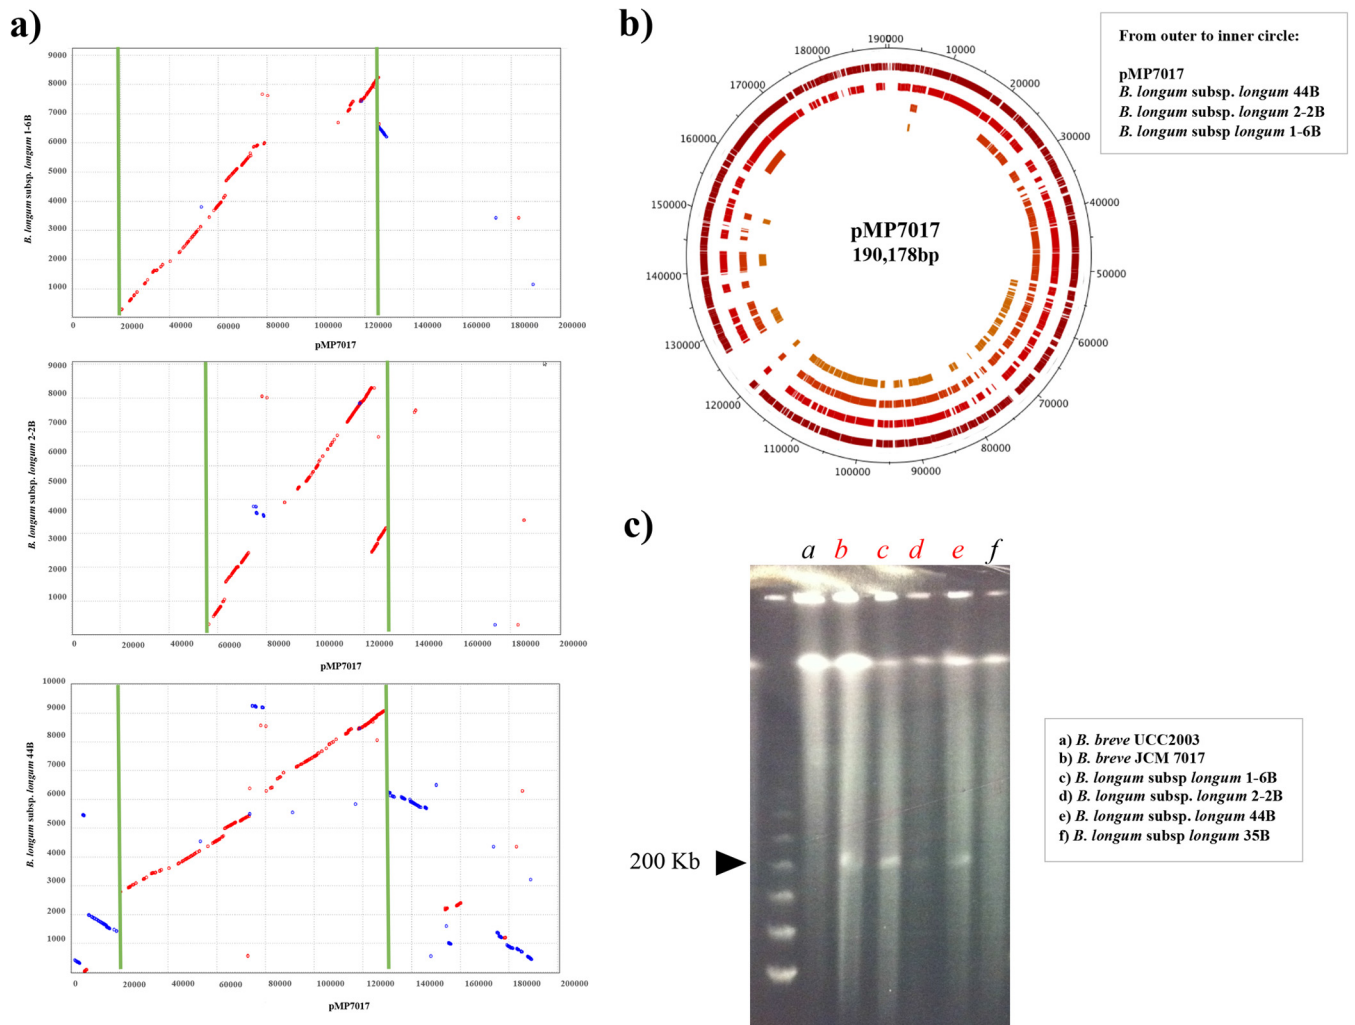 a)
9000
8000
7000
6000
5000
4000
3000
2000
1000
B. longum subsp. longum 1-6B
0 20000 40000 60000 80000 100000 120000 140000 160000 180000 200000
pMP7017
9000
8000
7000
6000
5000
4000
3000
2000
1000
B. longum subsp. longum 2-2B
0 20000 40000 60000 80000 100000 120000 140000 160000 180000 200000
pMP7017
10000
9000
8000
7000
6000
5000
4000
3000
2000
1000
B. longum subsp. longum 44B
0 20000 40000 60000 80000 100000 120000 140000 160000 180000 200000
pMP7017
b)
190000
10000
20000
30000
40000
50000
60000
70000
80000
90000
100000
110000
120000
130000
140000
150000
160000
170000
180000
pMP7017
190,178bp
From outer to inner circle:
pMP7017
B. longum subsp. longum 44B
B. longum subsp. longum 2-2B
B. longum subsp longum 1-6B
c)
a b c d e f
200 Kb
a) B. breve UCC2003
b) B. breve JCM 7017
c) B. longum subsp longum 1-6B
d) B. longum subsp. longum 2-2B
e) B. longum subsp. longum 44B
f) B. longum subsp longum 35B